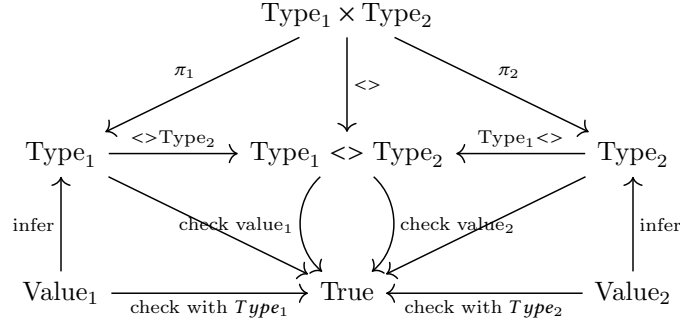 Type₁ × Type₂
π₁
<>
π₂
<>Type₂
Type₁<>
Type₁
Type₁ <> Type₂
Type₂
infer
check value₁
check value₂
infer
Value₁
check with Type₁
True
check with Type₂
Value₂